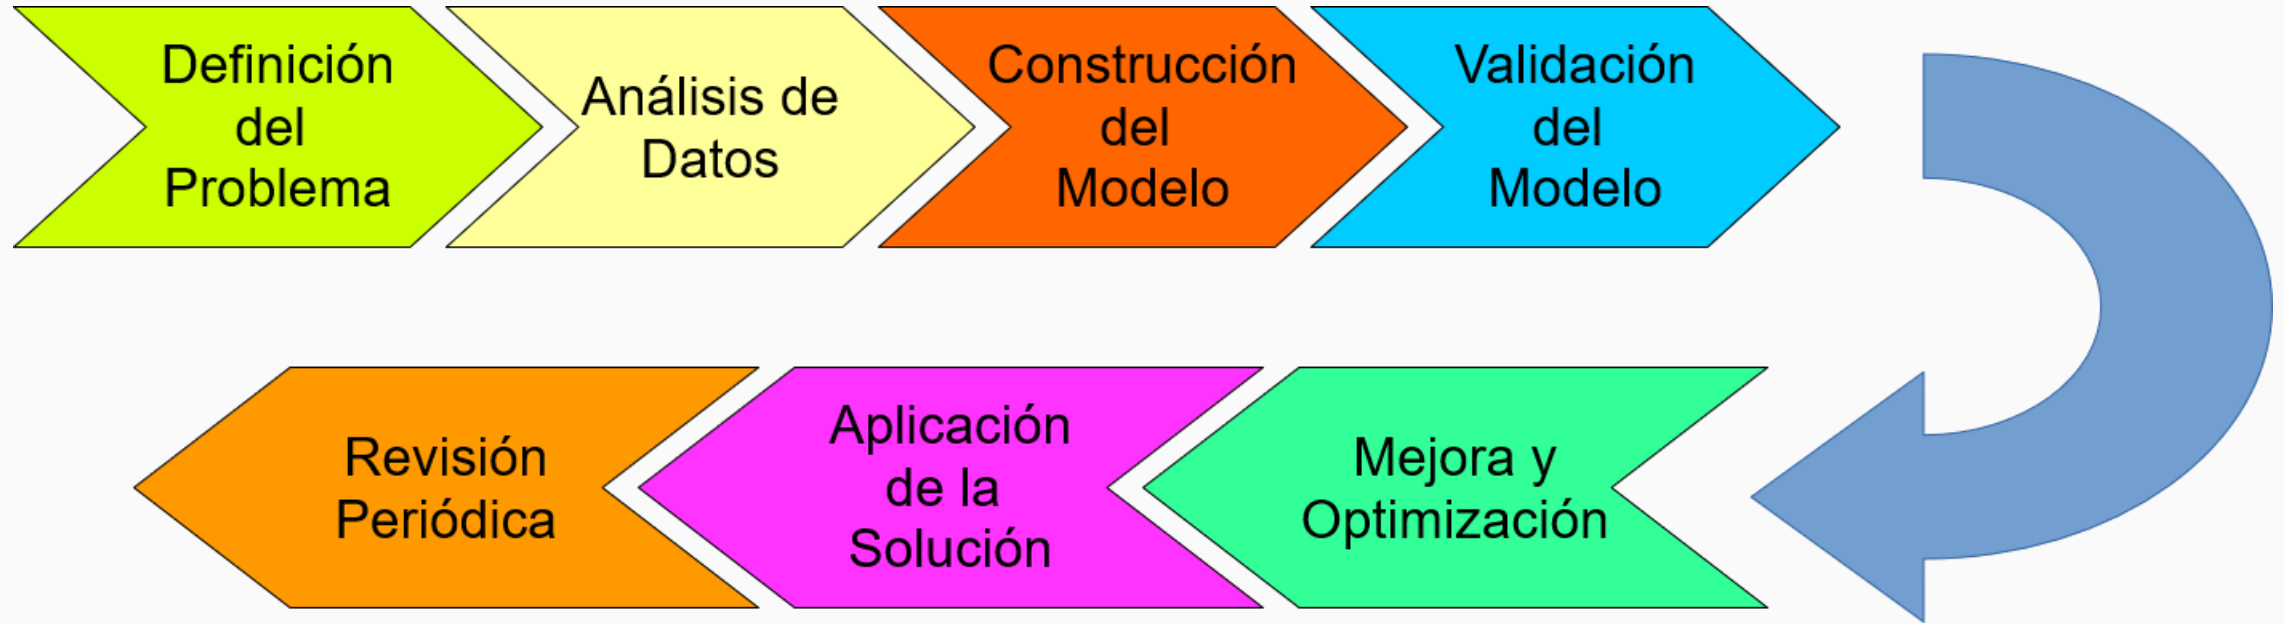 Definición
del
Problema
Análisis de
Datos
Construcción
del
Modelo
Validación
del
Modelo
Mejora y
Optimización
Aplicación
de la
Solución
Revisión
Periódica